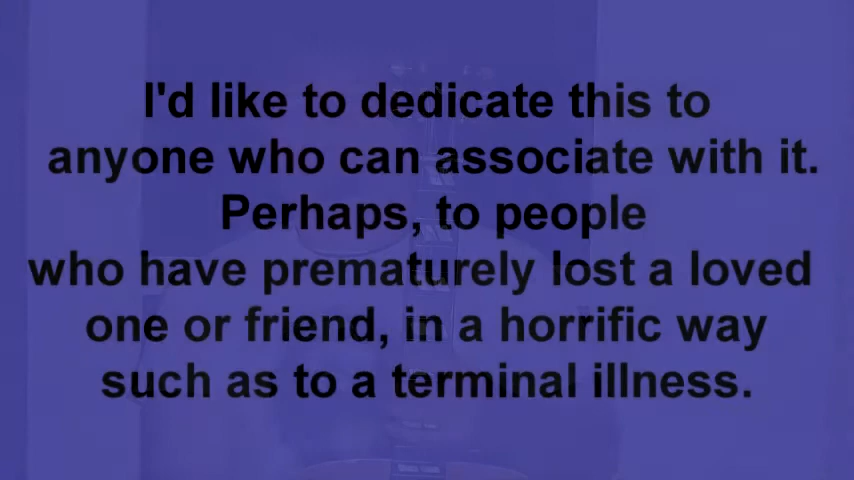 I'd like to dedicate this to
anyone who can associate with it.
Perhaps, to people
who have prematurely lost a loved
one or friend, in a horrific way
such as to a terminal illness.